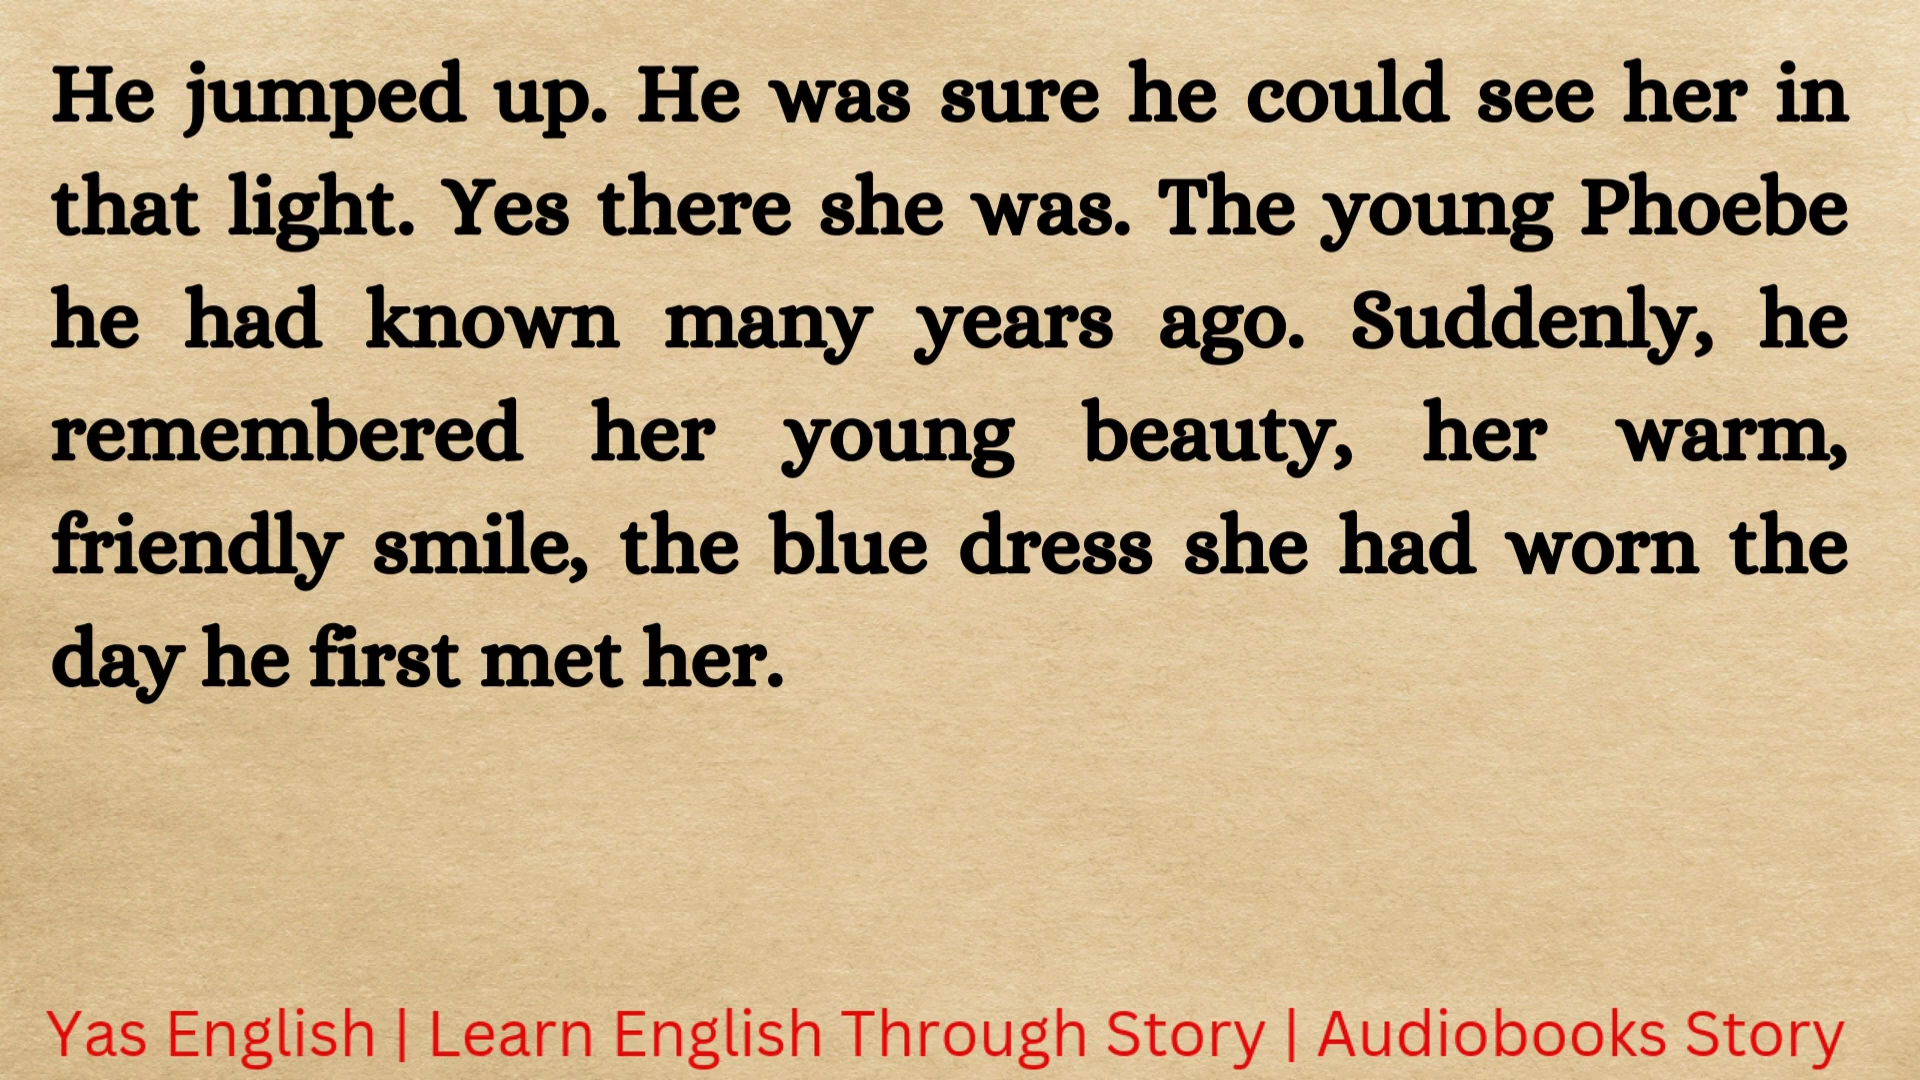 He jumped up. He was sure he could see her in
that light. Yes there she was. The young Phoebe
he had known many years ago. Suddenly, he
remembered her young beauty, her warm,
friendly smile, the blue dress she had worn the
day he first met her.
Yas English | Learn English Through Story | Audiobooks Story